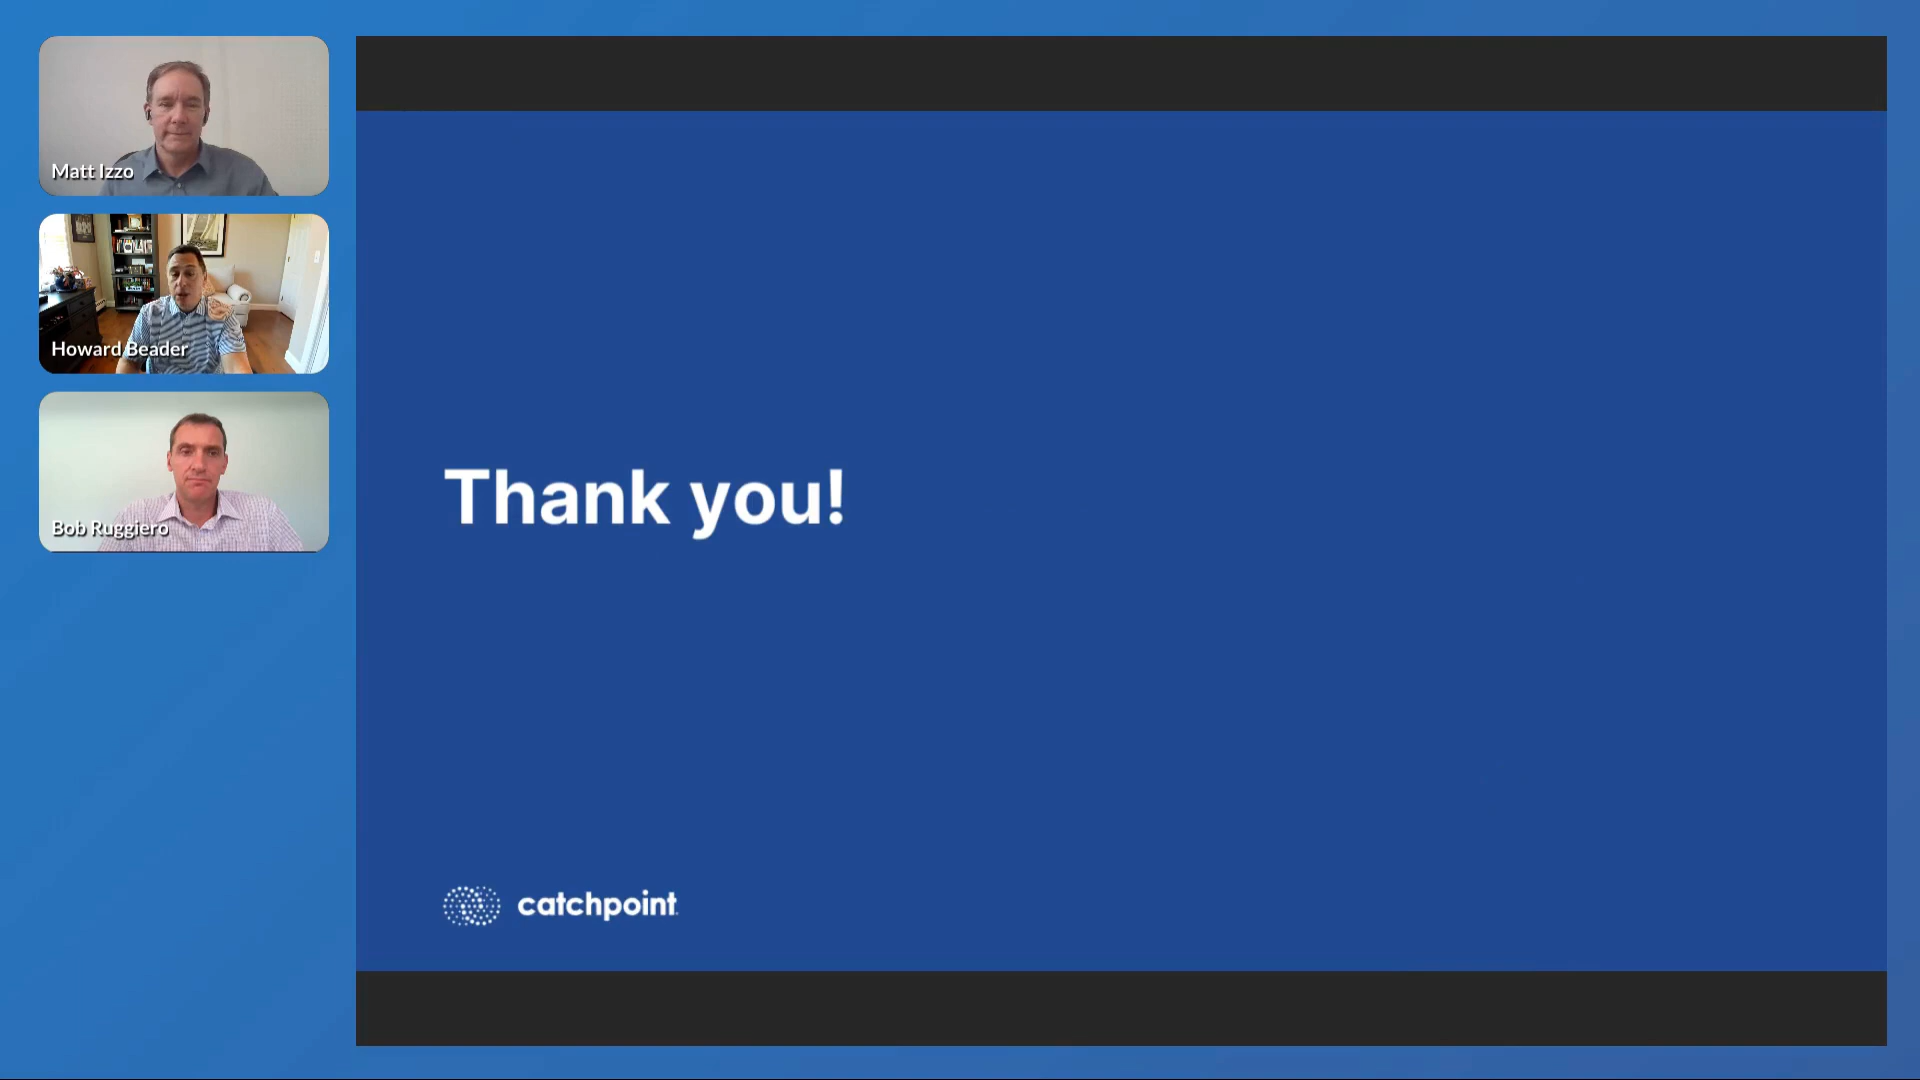 Matt Izzo
Howard Beader
Bob Ruggiero
Thank you!
catchpoint